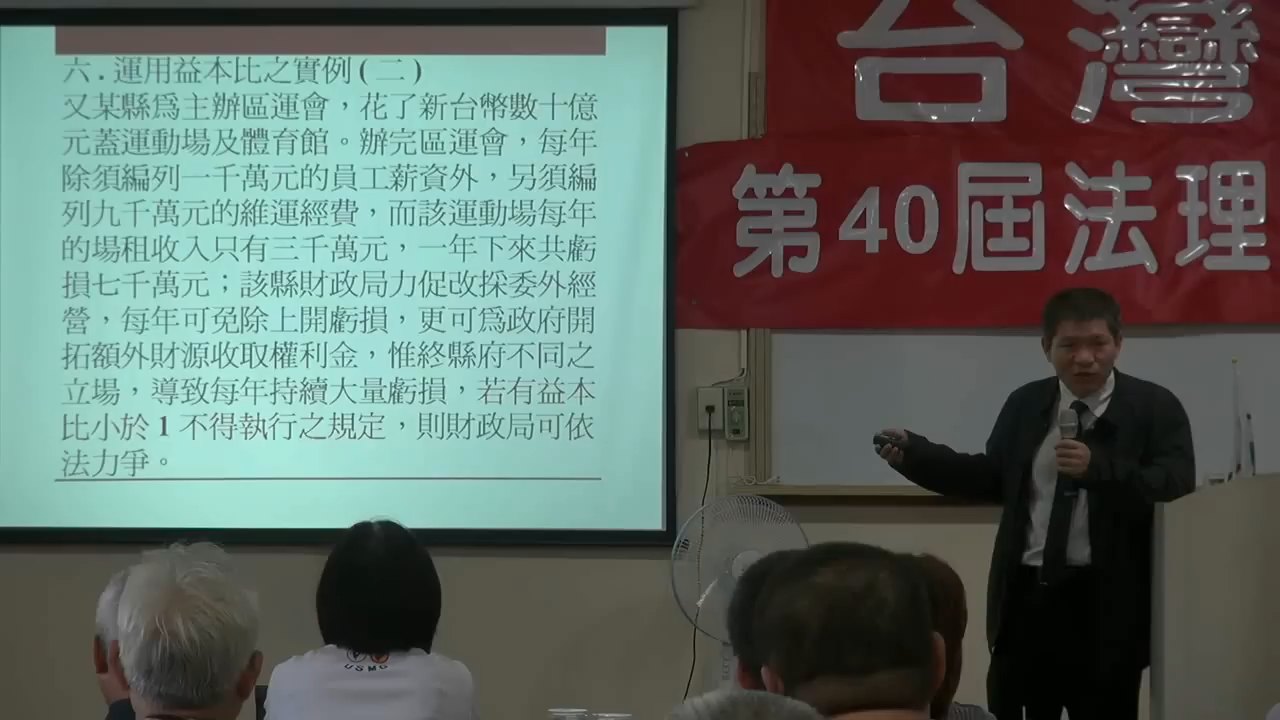 六.運用益本比之實例(二)
又某縣為主辦區運會，花了新台幣數十億
元蓋運動場及體育館。辦完區運會，每年
除須編列一千萬元的員工薪資外，另須編
列九千萬元的維運經費，而該運動場每年
的場租收入只有三千萬元，一年下來共虧
損七千萬元；該縣財政局力促改採委外經
營，每年可免除上開虧損，更可為政府開
拓額外財源收取權利金，惟終縣府不同之
立場，導致每年持續大量虧損，若有益本
比小於1不得執行之規定，則財政局可依
法力爭。
台灣
第40屆法理
USMC